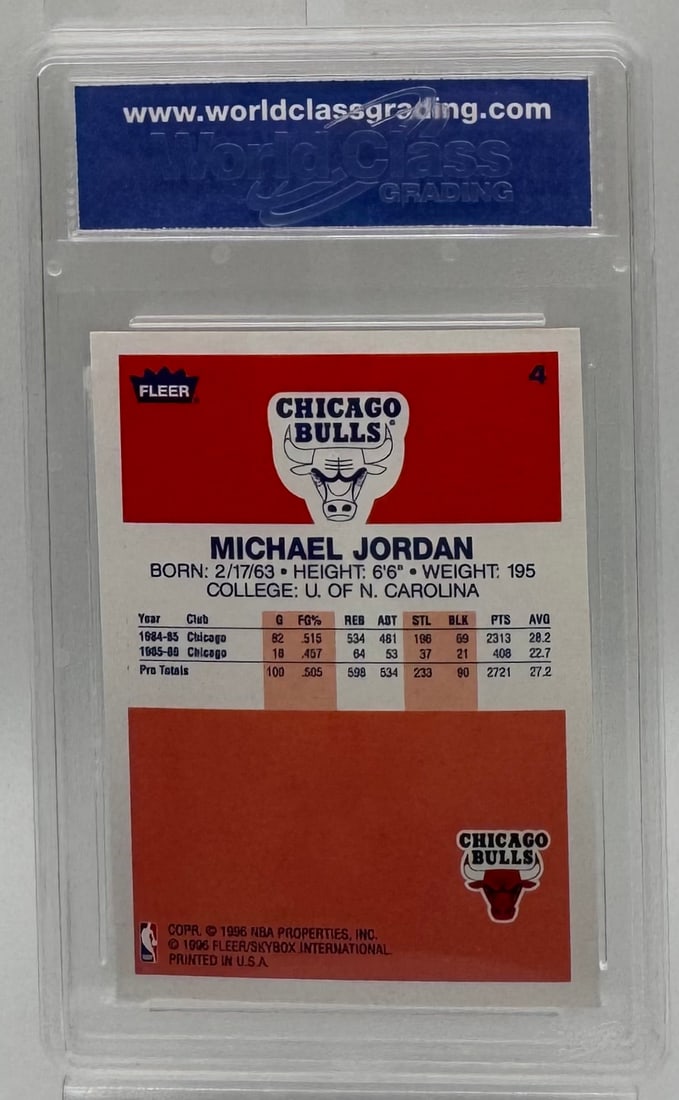 www.worldclassgrading.com
World Class
GRADING
FLEER
4
CHICAGO
BULLS
MICHAEL JORDAN
BORN: 2/17/63 • HEIGHT: 6'6" • WEIGHT: 195
COLLEGE: U. OF N. CAROLINA
Year Club G FG% REB AST STL BLK PTS AVG
1984-85 Chicago 82 .515 534 481 196 69 2313 28.2
1985-86 Chicago 18 .457 64 53 37 21 408 22.7
Pro Totals 100 .505 598 534 233 90 2721 27.2
CHICAGO
BULLS
COPR. © 1996 NBA PROPERTIES, INC.
© 1996 FLEER/SKYBOX INTERNATIONAL
PRINTED IN U.S.A